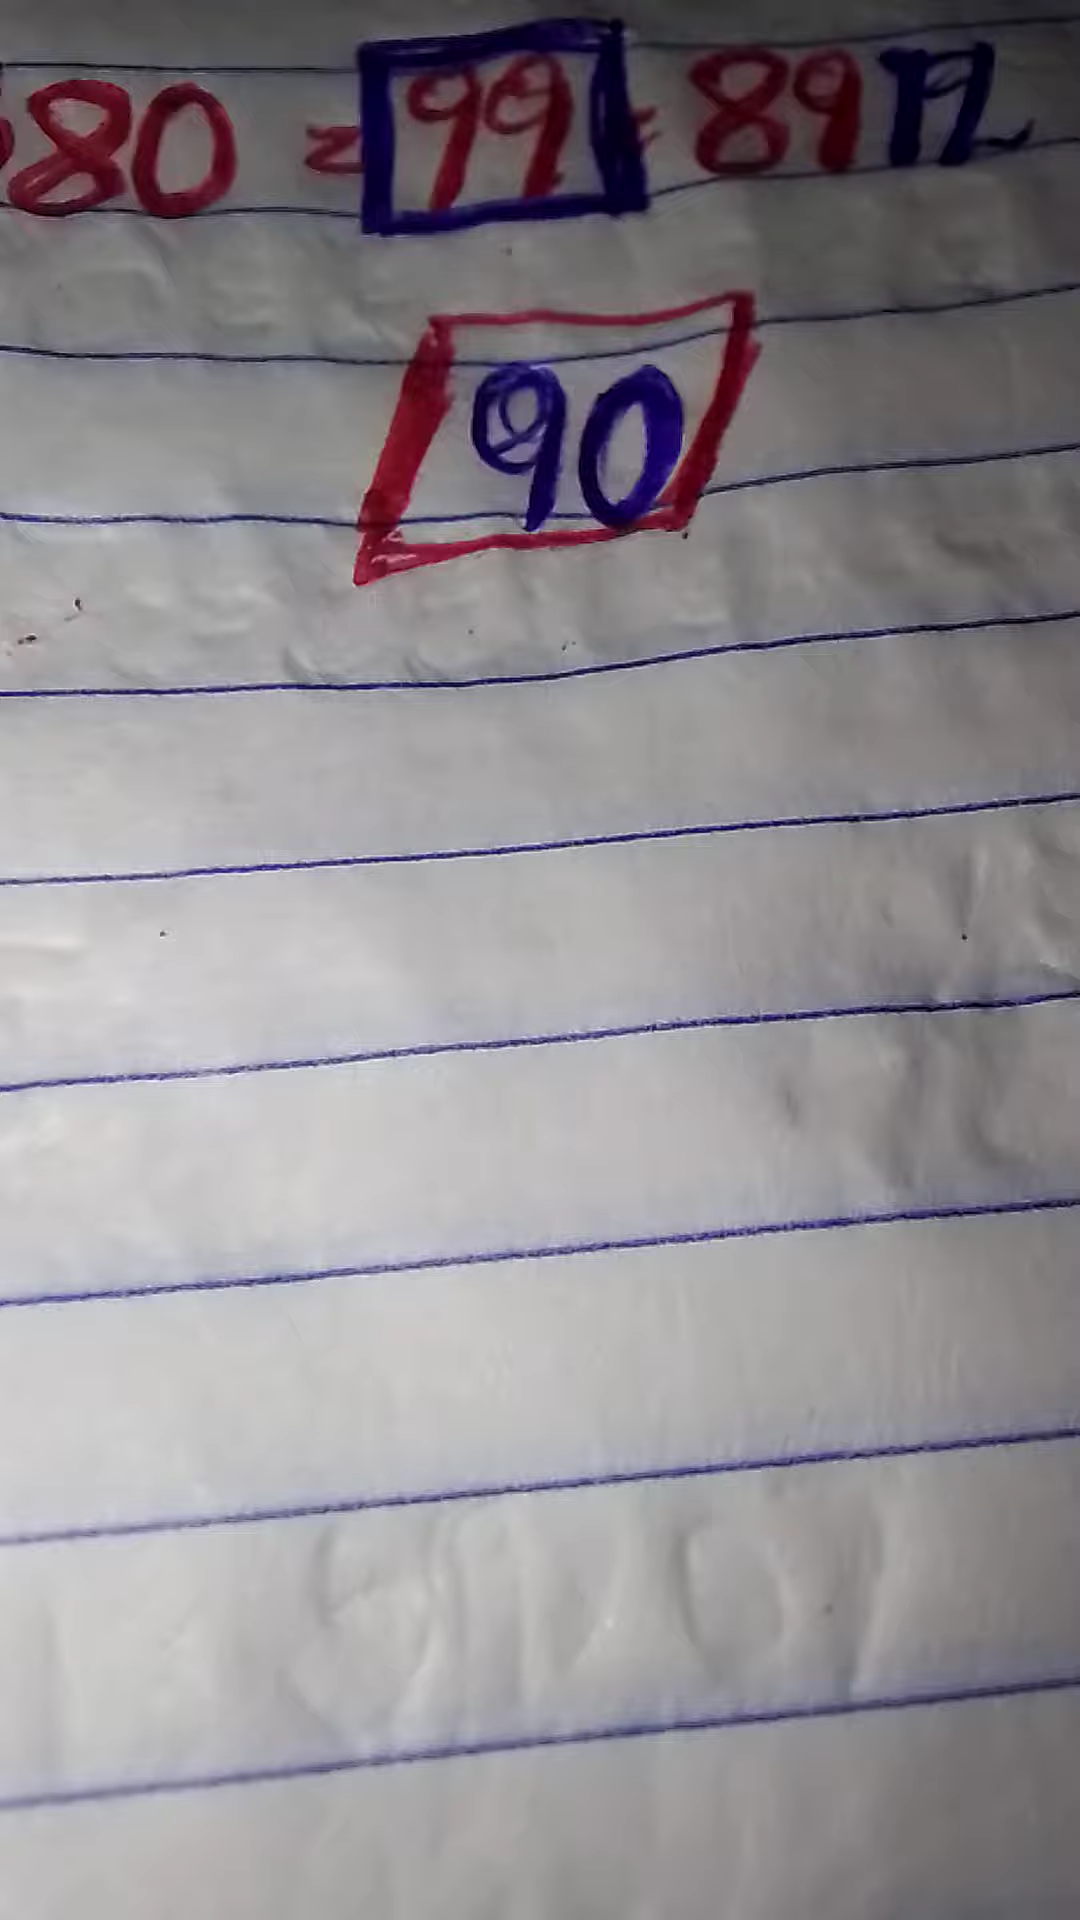 80 = 99 = 89
90